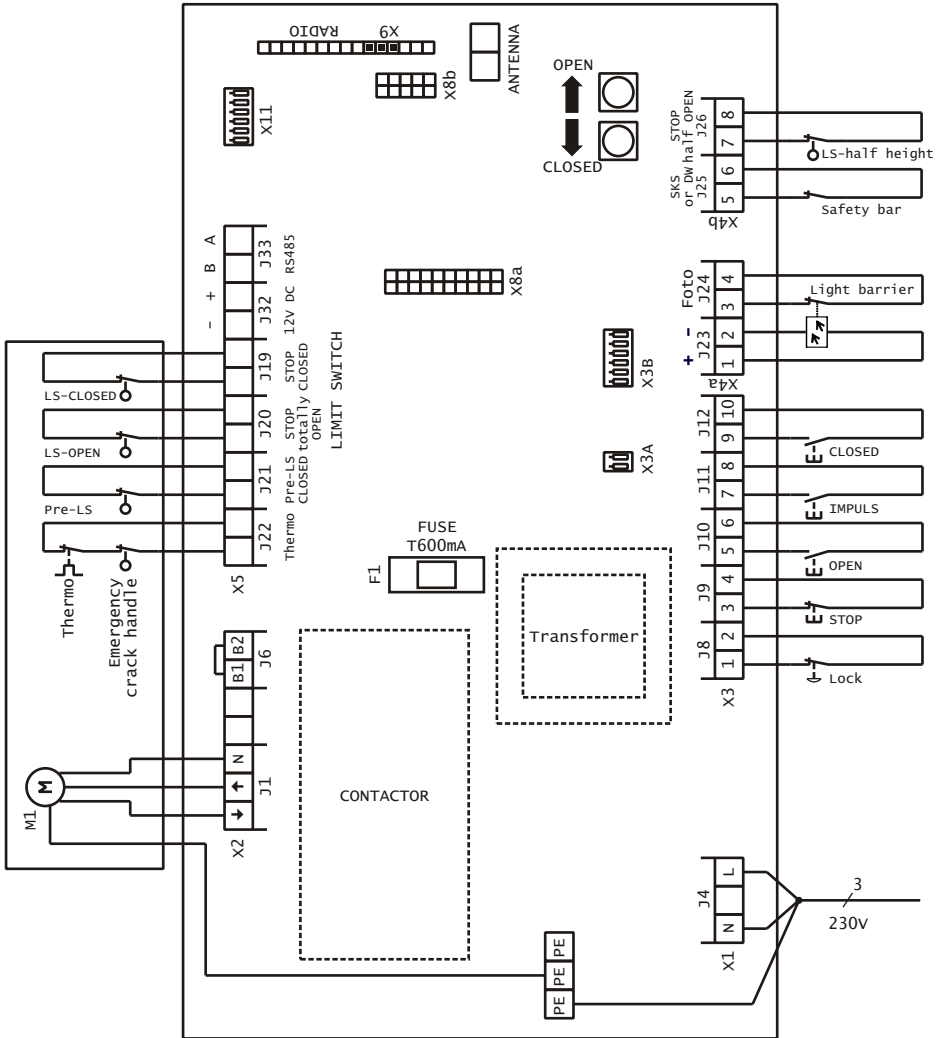 RADIO
X9
X8b
ANTENNA
X11
OPEN
CLOSED
STOP
half OPEN
J26
SKS
or DW
J25
8
7
6
5
X4b
LS-half height
Safety bar
A
B
+
-
J33
RS485
J32
12V DC
J19
STOP
CLOSED
J20
STOP
totally
OPEN
J21
Pre-LS
CLOSED
J22
Thermo
LIMIT SWITCH
X5
X8a
LS-CLOSED
LS-OPEN
Pre-LS
Thermo
Emergency
crack handle
Foto
J24
J23
+ -
4
3
2
1
X4a
Light barrier
X3B
X3A
J12
J11
J10
J9
J8
10
9
8
7
6
5
4
3
2
1
X3
CLOSED
IMPULS
OPEN
STOP
Lock
FUSE
T600mA
F1
Transformer
B1 B2
J6
N
J1
X2
M
M1
CONTACTOR
J4
L
N
X1
3
230V
PE PE PE